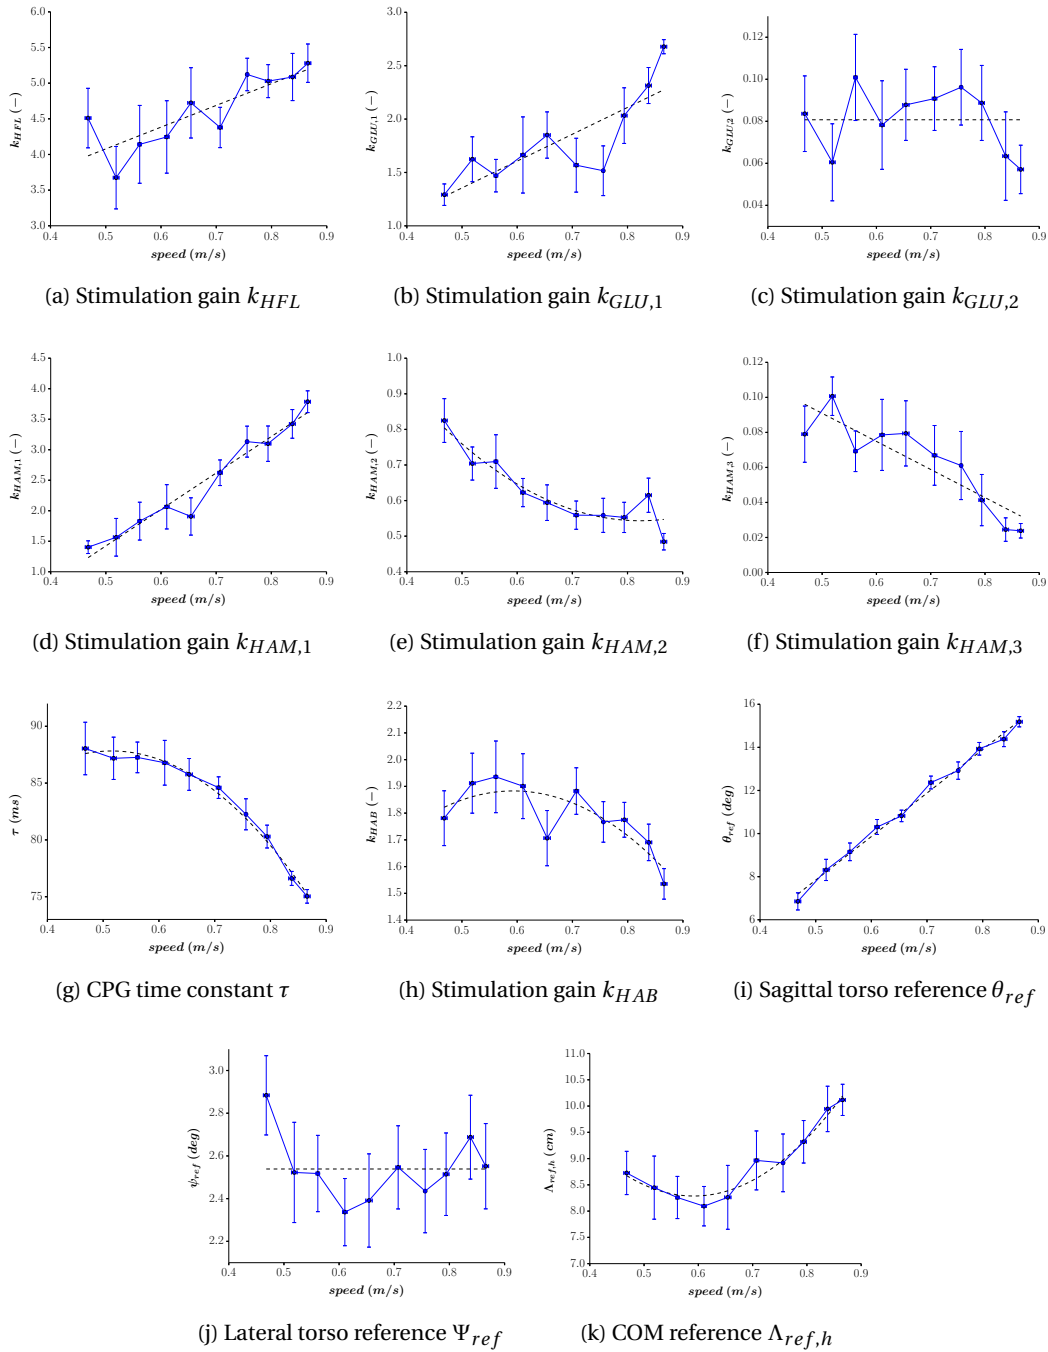 6.0
5.5
5.0
4.5
4.0
3.5
3.0
0.4 0.5 0.6 0.7 0.8 0.9
k_HFL (−)
speed (m/s)
(a) Stimulation gain k_HFL
3.0
2.5
2.0
1.5
1.0
0.4 0.5 0.6 0.7 0.8 0.9
k_GLU,1 (−)
speed (m/s)
(b) Stimulation gain k_GLU,1
0.12
0.10
0.08
0.06
0.04
0.4 0.5 0.6 0.7 0.8 0.9
k_GLU,2 (−)
speed (m/s)
(c) Stimulation gain k_GLU,2
4.5
4.0
3.5
3.0
2.5
2.0
1.5
1.0
0.4 0.5 0.6 0.7 0.8 0.9
k_HAM,1 (−)
speed (m/s)
(d) Stimulation gain k_HAM,1
1.0
0.9
0.8
0.7
0.6
0.5
0.4
0.4 0.5 0.6 0.7 0.8 0.9
k_HAM,2 (−)
speed (m/s)
(e) Stimulation gain k_HAM,2
0.12
0.10
0.08
0.06
0.04
0.02
0.00
0.4 0.5 0.6 0.7 0.8 0.9
k_HAM,3 (−)
speed (m/s)
(f) Stimulation gain k_HAM,3
90
85
80
75
0.4 0.5 0.6 0.7 0.8 0.9
τ (ms)
speed (m/s)
(g) CPG time constant τ
2.2
2.1
2.0
1.9
1.8
1.7
1.6
1.5
1.4
0.4 0.5 0.6 0.7 0.8 0.9
k_HAB (−)
speed (m/s)
(h) Stimulation gain k_HAB
16
14
12
10
8
6
0.4 0.5 0.6 0.7 0.8 0.9
θ_ref (deg)
speed (m/s)
(i) Sagittal torso reference θ_ref
3.0
2.8
2.6
2.4
2.2
0.4 0.5 0.6 0.7 0.8 0.9
ψ_ref (deg)
speed (m/s)
(j) Lateral torso reference Ψ_ref
11.0
10.5
10.0
9.5
9.0
8.5
8.0
7.5
7.0
0.4 0.5 0.6 0.7 0.8 0.9
Λ_ref,h (cm)
speed (m/s)
(k) COM reference Λ_ref,h